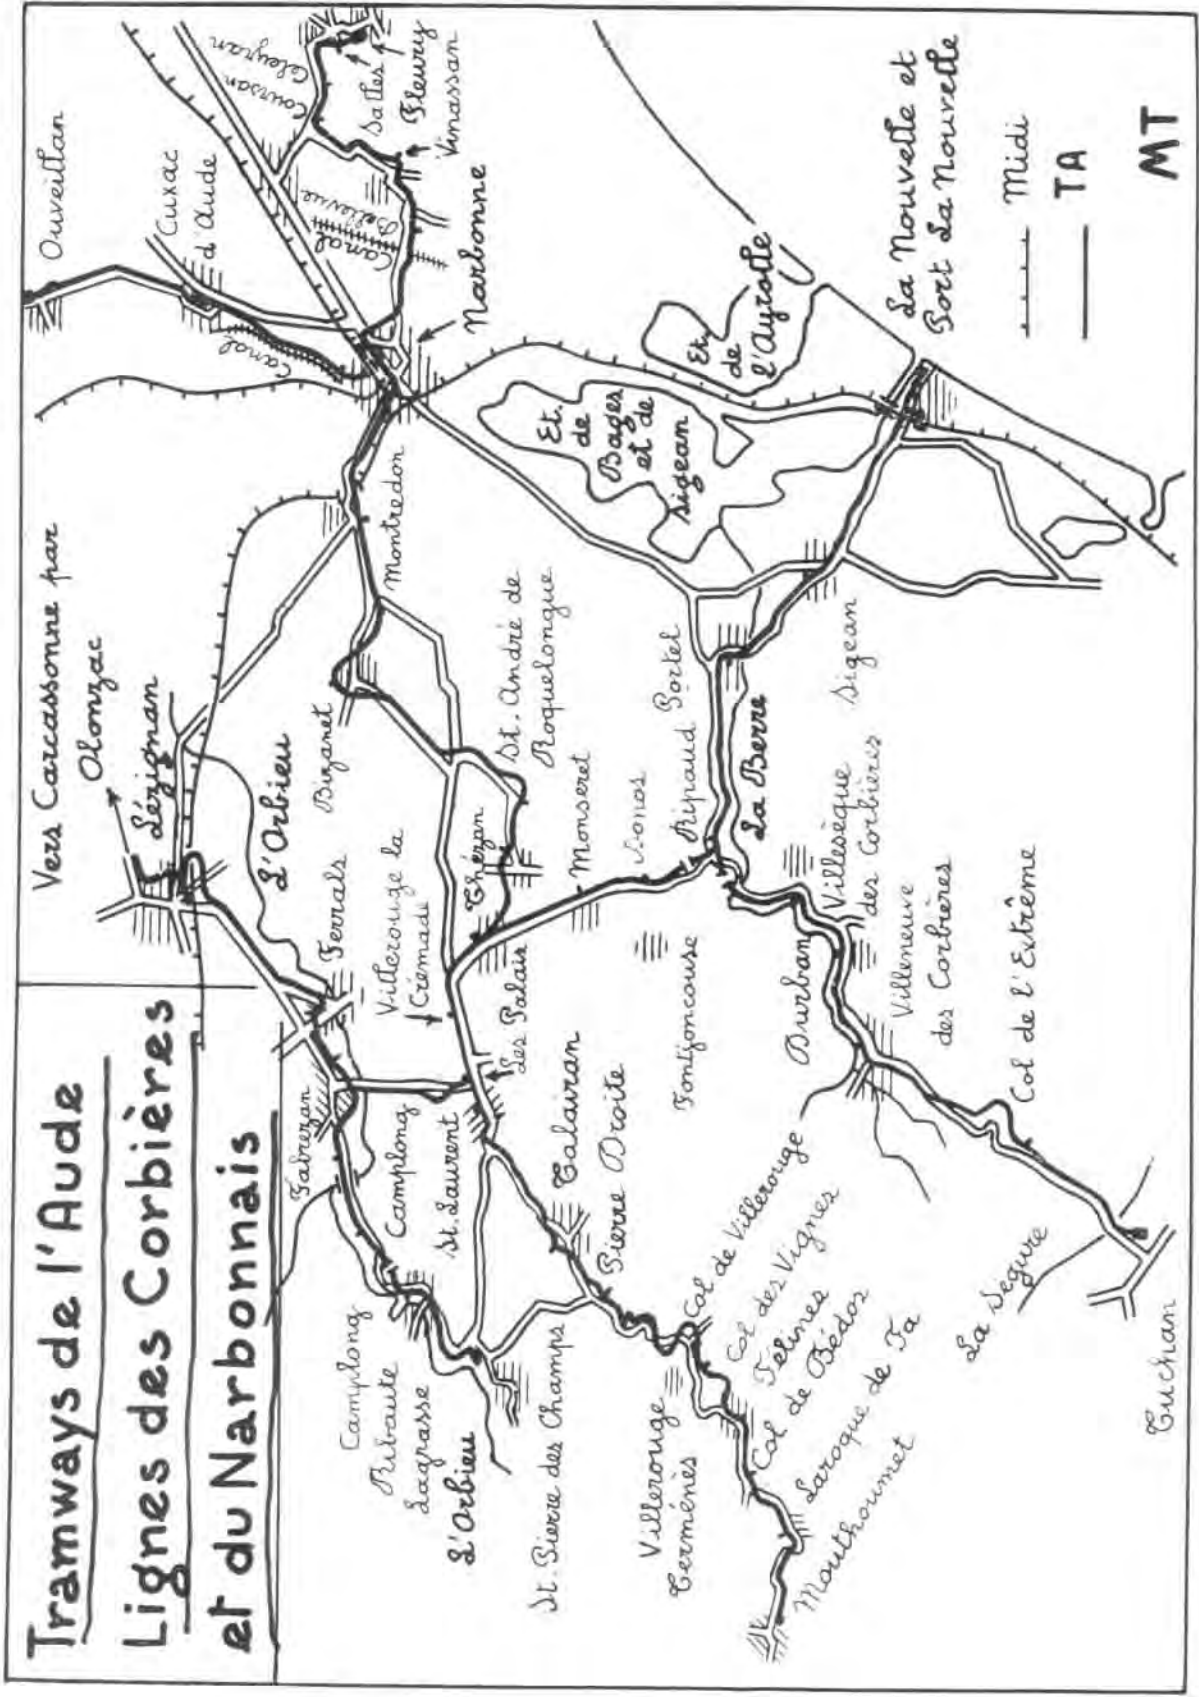 Tramways de l'Aude
Lignes des Corbières
et du Narbonnais
Vers Carcassonne par
Olonzac
Lézignan
Ouveillan
Cuxac
d'Aude
Canal
Coursan
Celeyran
Salles
Fleury
Vinassan
Bellevue
Canal
Narbonne
Montredon
L'Orbieu
Bizanet
Ferrals
Villerouge la
Crémade
Fabrezan
Thézan
St. André de
Roquelongue
Monseret
Les Palais
Camplong
St. Laurent
Camplong
Ribaute
Lagrasse
L'Orbieu
St. Pierre des Champs
Talairan
Pierre Droite
Fontjoncouse
Donos
Ripaud
Portel
La Berre
Sigean
Et.
de
Bages
et de
Sigean
Et.
de
l'Ayrolle
La Nouvelle et
Port La Nouvelle
Villesèque
des Corbières
Durban
Villeneuve
des Corbières
Col de l'Extrême
Villerouge
Termenès
Col de Villerouge
Col des Vignes
Félines
Col de Bédos
Laroque de Fa
Mouthoumet
La Ségure
Tuchan
Midi
TA
MT